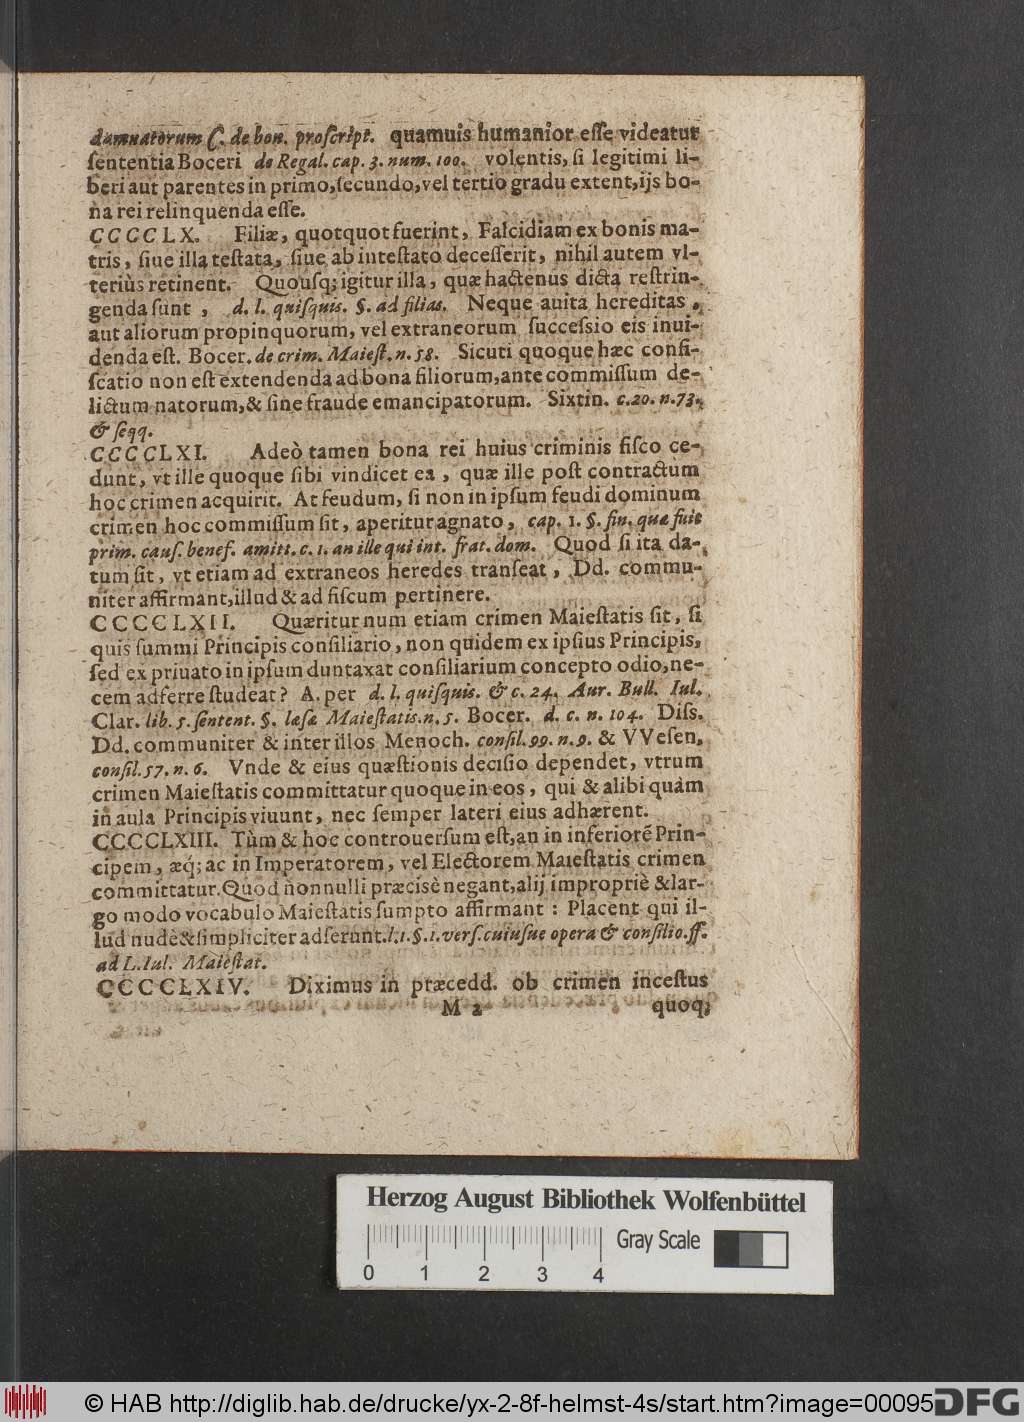 damnatorum C. de bon. proſcript. quamuis humanior eſſe videatur
ſententia Boceri de Regal. cap. 3. num. 100. volentis, ſi legitimi li-
beri aut parentes in primo, ſecundo, vel tertio gradu extent, ijs bo-
na rei relinquenda eſſe.
CCCCLX. Filiæ, quotquot fuerint, Falcidiam ex bonis ma-
tris, ſiue illa teſtata, ſiue ab inteſtato deceſſerit, nihil autem vl-
teriùs retinent. Quouſq; igitur illa, quæ hactenus dicta reſtrin-
genda ſunt, d. l. quiſquis. §. ad filias. Neque auita hereditas,
aut aliorum propinquorum, vel extraneorum ſucceſsio eis inui-
denda eſt. Bocer. de crim. Maieſt. n. 58. Sicuti quoque hæc confi-
ſcatio non eſt extendenda ad bona filiorum, ante commiſſum de-
lictum natorum, & ſine fraude emancipatorum. Sixtin. c. 20. n. 73.
& ſeqq.
CCCCLXI. Adeò tamen bona rei huius criminis fiſco ce-
dunt, vt ille quoque ſibi vindicet ea, quæ ille poſt contractum
hoc crimen acquirit. At feudum, ſi non in ipſum feudi dominum
crimen hoc commiſſum ſit, aperitur agnato, cap. 1. §. fin. quæ fuit
prim. cauſ. benef. amitt. c. 1. an ille qui int. frat. dom. Quod ſi ita da-
tum ſit, vt etiam ad extraneos heredes tranſeat, Dd. commu-
niter affirmant, illud & ad fiſcum pertinere.
CCCCLXII. Quæritur num etiam crimen Maieſtatis ſit, ſi
quis ſummi Principis conſiliario, non quidem ex ipſius Principis,
ſed ex priuato in ipſum duntaxat conſiliarium concepto odio, ne-
cem adferre ſtudeat? A. per d. l. quiſquis. & c. 24. Aur. Bull. Iul.
Clar. lib. 5. ſentent. §. læſæ Maieſtatis. n. 5. Bocer. d. c. n. 104. Diſs.
Dd. communiter & inter illos Menoch. conſil. 99. n. 9. & VVeſen.
conſil. 57. n. 6. Vnde & eius quæſtionis deciſio dependet, vtrum
crimen Maieſtatis committatur quoque in eos, qui & alibi quàm
in aula Principis viuunt, nec ſemper lateri eius adhærent.
CCCCLXIII. Tùm & hoc controuerſum eſt, an in inferiorẽ Prin-
cipem, æq́; ac in Imperatorem, vel Electorem Maieſtatis crimen
committatur. Quod nonnulli præcisè negant, alij impropriè & lar-
go modo vocabulo Maieſtatis ſumpto affirmant: Placent qui il-
lud nudè & ſimpliciter adſerunt. l. 1. §. 1. verſ. cuiuſue opera & conſilio. ff.
ad L. Iul. Maieſtat.
CCCCLXIV. Diximus in præcedd. ob crimen inceſtus
M 2 quoq;
Herzog August Bibliothek Wolfenbüttel
Gray Scale
0 1 2 3 4
© HAB http://diglib.hab.de/drucke/yx-2-8f-helmst-4s/start.htm?image=00095
DFG